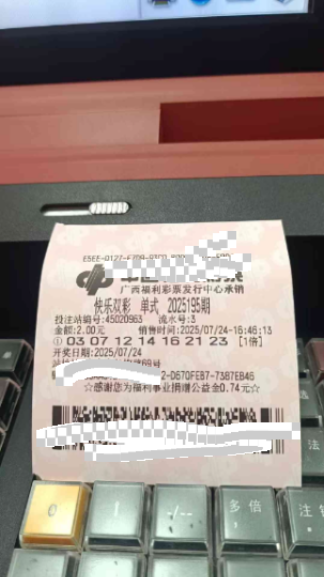 广西福利彩票发行中心承销
快乐双彩 单式 2025195期
投注站编号:45020963 流水号:3
金额:2.00元 销售时间:2025/07/24-16:46:13
① 03 07 12 14 16 21 23 [1倍]
开奖日期:2025/07/24
2-D670FEB7-7387EB46
☆感谢您为福利事业捐赠公益金0.74元☆
0 -/-- 多倍 注